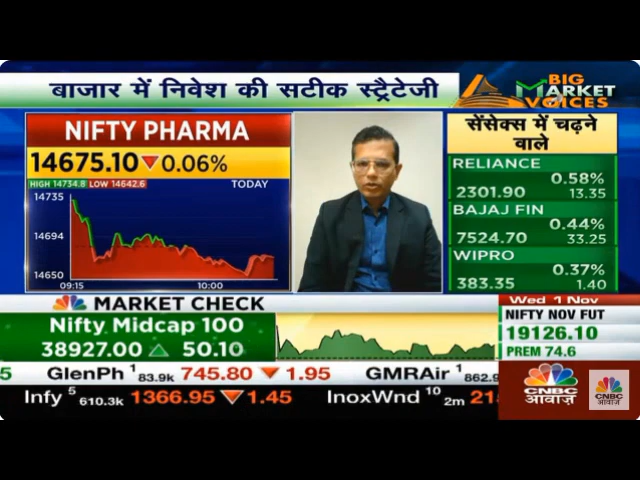 बाजार में निवेश की सटीक स्ट्रैटेजी
BIG
MARKET
VOICES
NIFTY PHARMA
14675.10 0.06%
HIGH 14734.8 LOW 14642.6 TODAY
14735
14694
14650
09:15 10:00
सेंसेक्स में चढ़ने
वाले
RELIANCE
0.58%
2301.90 13.35
BAJAJ FIN
0.44%
7524.70 33.25
WIPRO
0.37%
383.35 1.40
MARKET CHECK
Nifty Midcap 100
38927.00 50.10
Wed 1 Nov
NIFTY NOV FUT
19126.10
PREM 74.6
5 GlenPh 1 83.9k 745.80 1.95 GMRAir 1 862.9
Infy 5 610.3k 1366.95 1.45 InoxWnd 10 2m 215
CNBC
आवाज़
CNBC
आवाज़